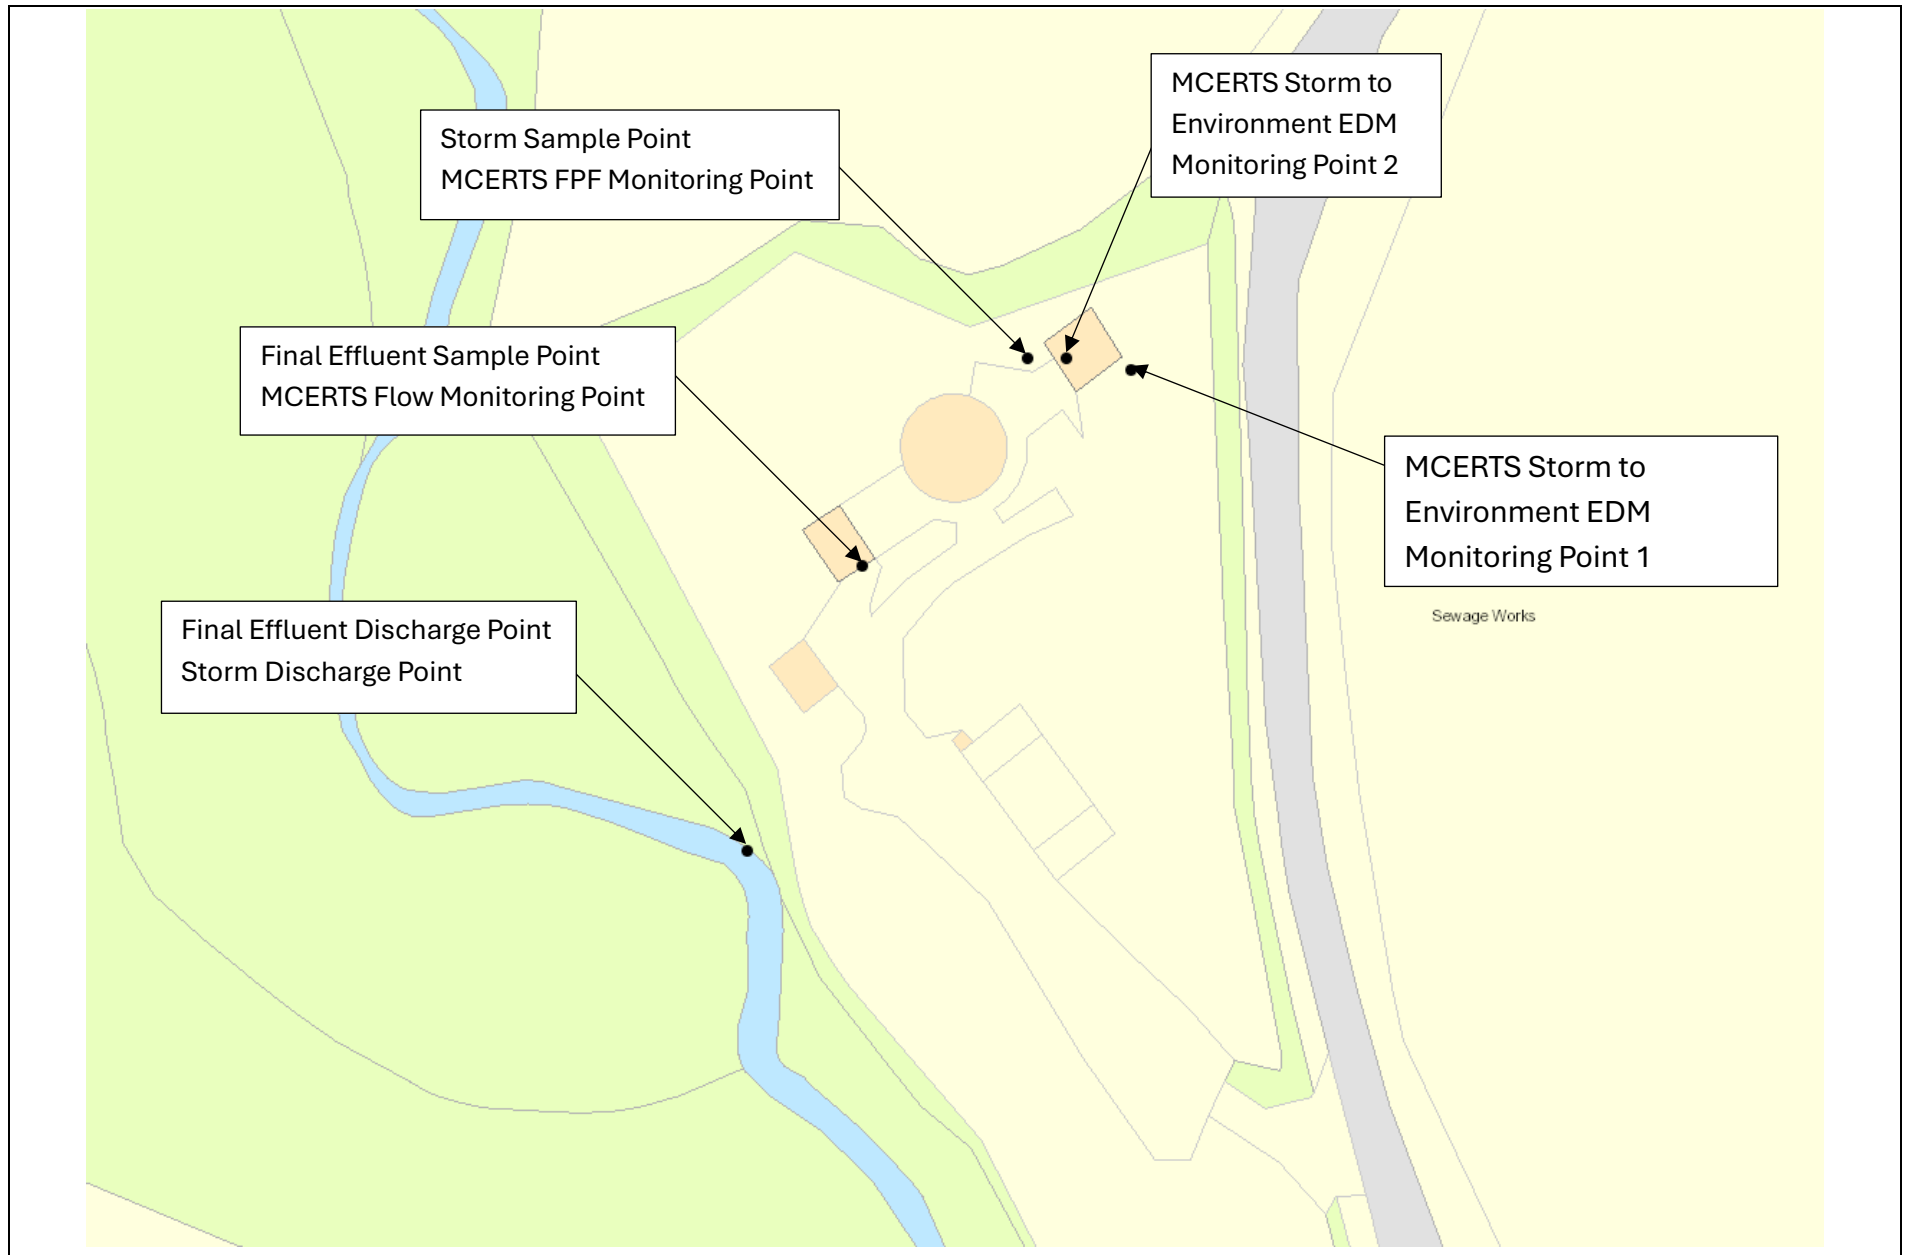 MCERTS Storm to
Environment EDM
Monitoring Point 2
Storm Sample Point
MCERTS FPF Monitoring Point
Final Effluent Sample Point
MCERTS Flow Monitoring Point
MCERTS Storm to
Environment EDM
Monitoring Point 1
Sewage Works
Final Effluent Discharge Point
Storm Discharge Point